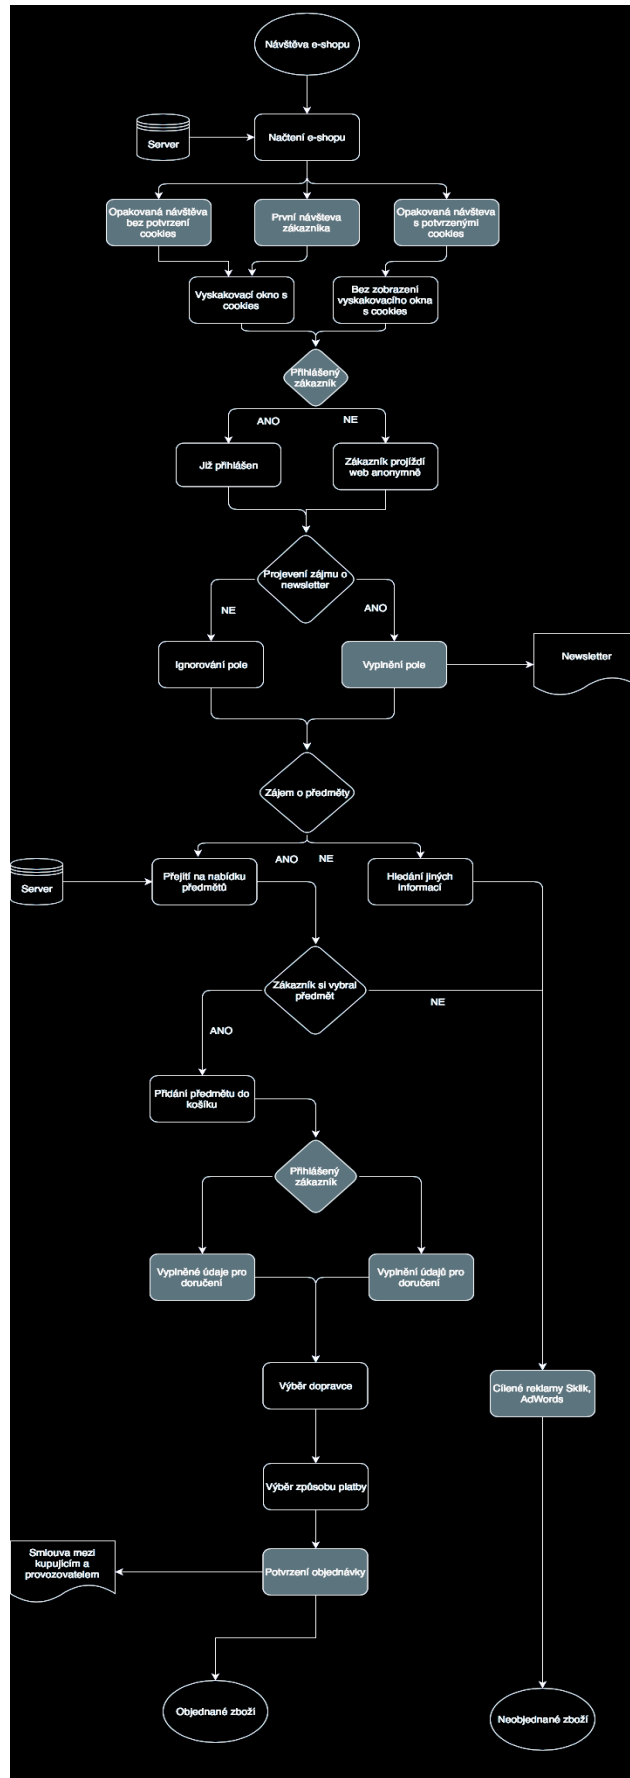 Návštěva e-shopu
Server
Načtení e-shopu
Opakovaná návštěva
bez potvrzení
cookies
První návšteva
zákazníka
Opakovaná návšteva
s potvrzenými
cookies
Vyskakovací okno s
cookies
Bez zobrazení
vyskakovacího okna
s cookies
Přihlášený
zákazník
ANO
NE
Již přihlášen
Zákazník projíždí
web anonymně
Projevení zájmu o
newsletter
NE
ANO
Ignorování pole
Vyplnění pole
Newsletter
Zájem o předměty
ANO
NE
Server
Přejití na nabídku
předmětů
Hledání jiných
informací
Zákazník si vybral
předmět
NE
ANO
Přidání předmětu do
košíku
Přihlášený
zákazník
Vyplněné údaje pro
doručení
Vyplnění údajů pro
doručení
Výběr dopravce
Cílené reklamy Sklik,
AdWords
Výběr způsobu platby
Smlouva mezi
kupujícím a
provozovatelem
Potvrzení objednávky
Objednané zboží
Neobjednané zboží